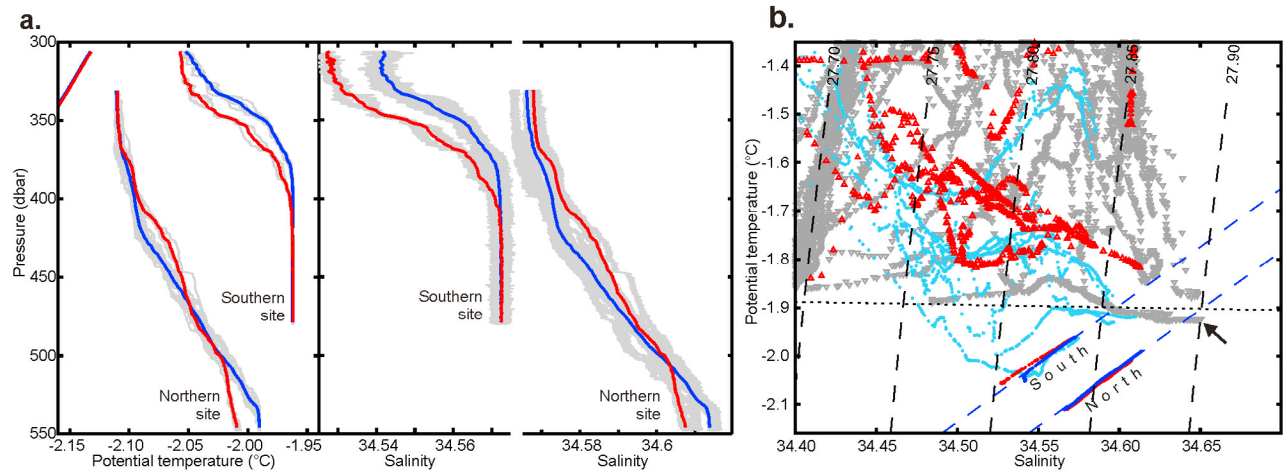 a.
300
350
400
450
500
550
Pressure (dbar)
Southern
site
Northern
site
-2.15
-2.10
-2.05
-2.00
-1.95
Potential temperature (°C)
Southern
site
34.54
34.56
Salinity
Northern
site
34.58
34.6
Salinity
b.
-1.4
-1.5
-1.6
-1.7
-1.8
-1.9
-2.0
-2.1
Potential temperature (°C)
27.70
27.75
27.80
27.85
27.90
South
North
34.40
34.45
34.50
34.55
34.60
34.65
Salinity